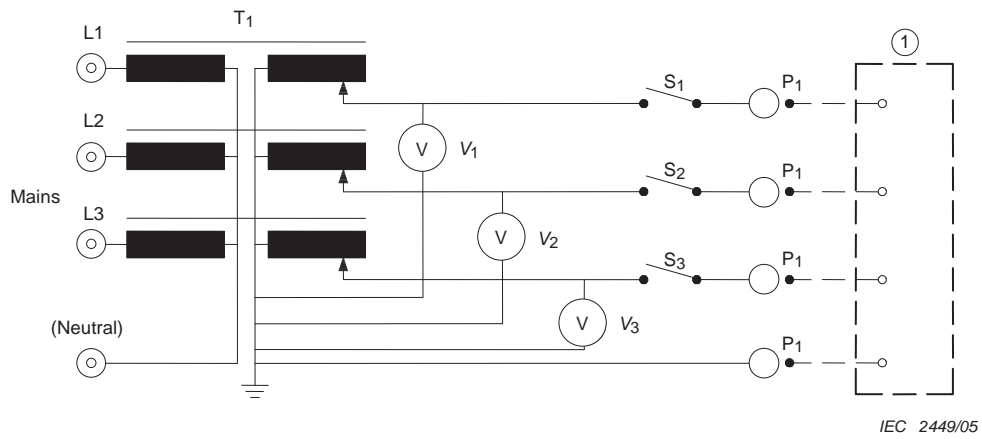 T1
L1
1
S1
P1
V
V1
L2
S2
P1
Mains
V
V2
L3
S3
P1
V
V3
(Neutral)
P1
IEC 2449/05